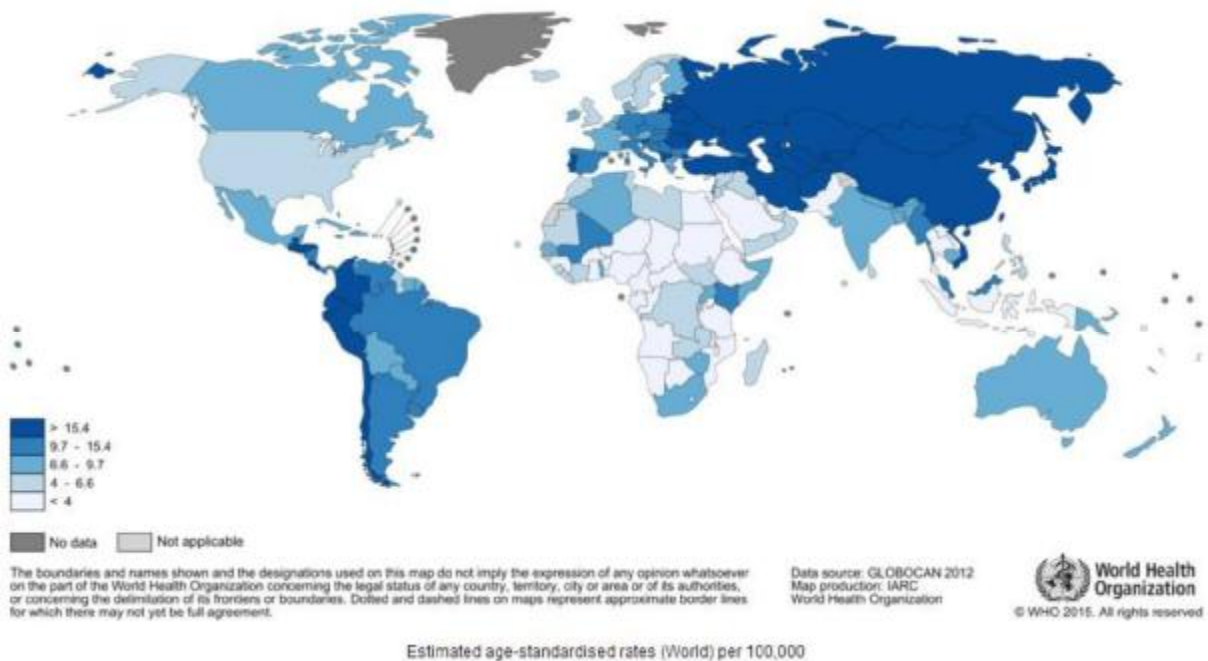 > 15.4
9.7 - 15.4
6.6 - 9.7
4 - 6.6
< 4
No data
Not applicable
The boundaries and names shown and the designations used on this map do not imply the expression of any opinion whatsoever
on the part of the World Health Organization concerning the legal status of any country, territory, city or area or of its authorities,
or concerning the delimitation of its frontiers or boundaries. Dotted and dashed lines on maps represent approximate border lines
for which there may not yet be full agreement.
Data source: GLOBOCAN 2012
Map production: IARC
World Health Organization
World Health
Organization
© WHO 2015. All rights reserved
Estimated age-standardised rates (World) per 100,000